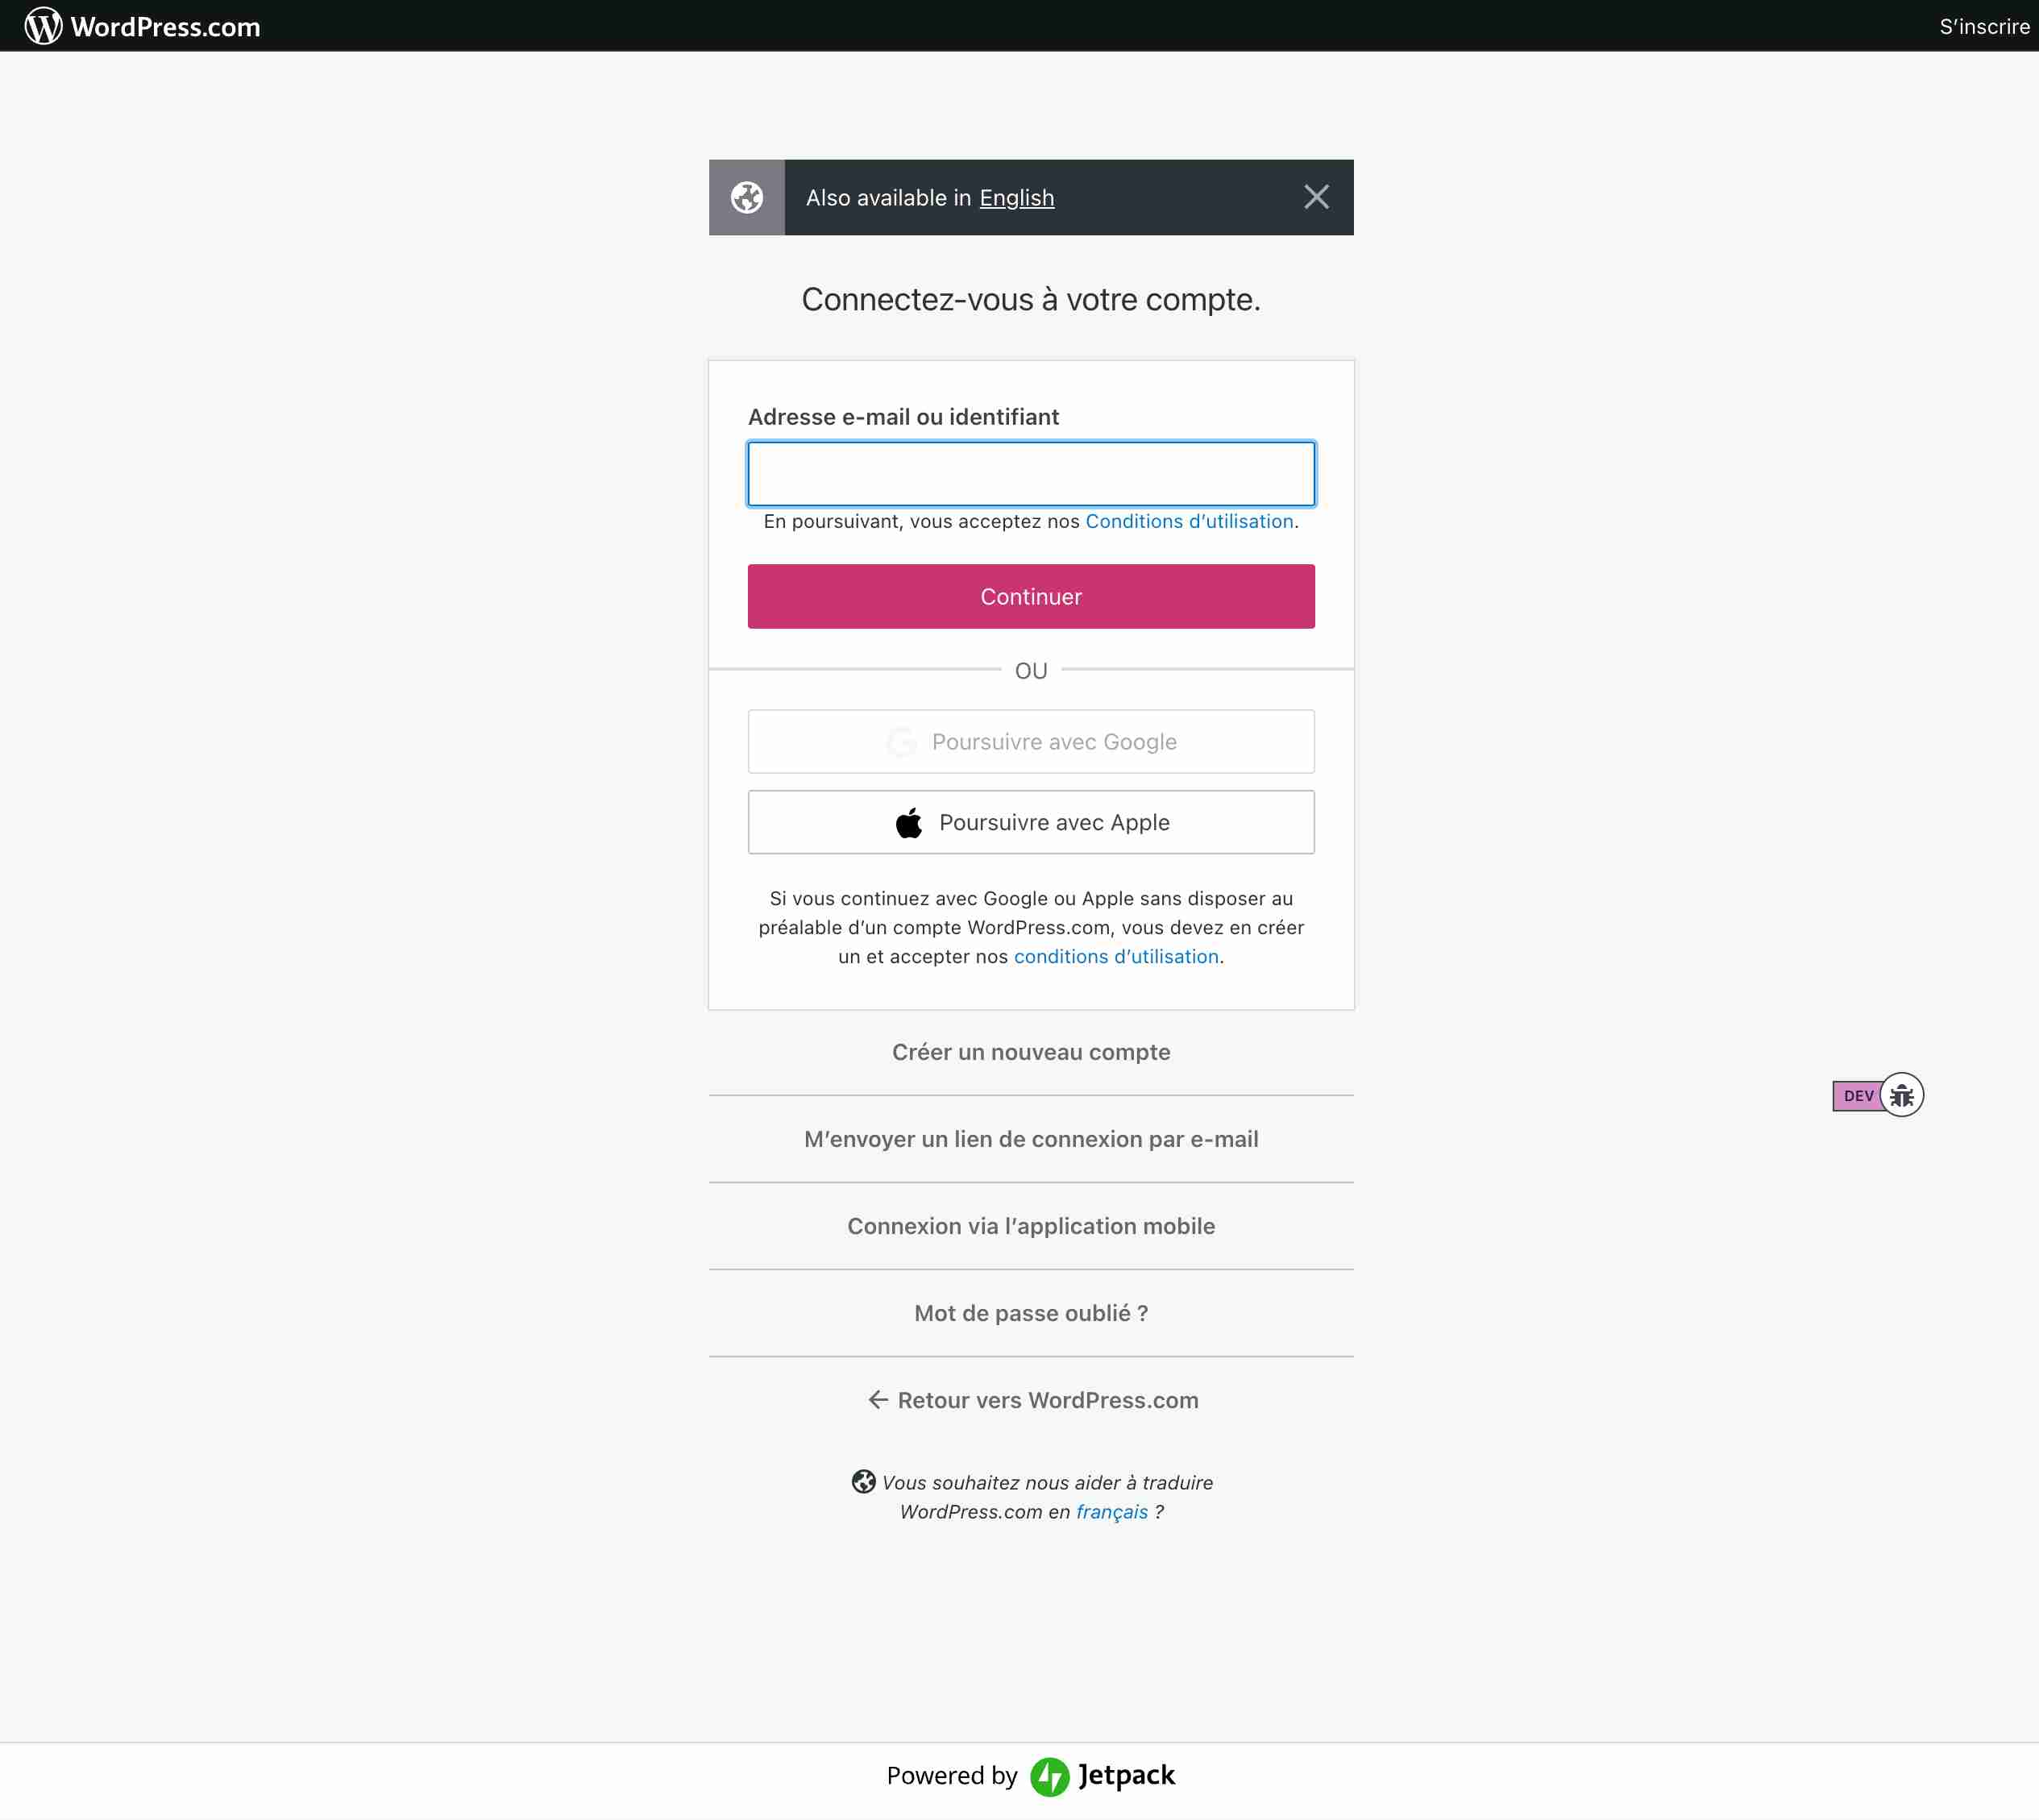 WordPress.com
S’inscrire
Also available in English
Connectez-vous à votre compte.
Adresse e-mail ou identifiant
En poursuivant, vous acceptez nos Conditions d’utilisation.
Continuer
OU
Poursuivre avec Google
Poursuivre avec Apple
Si vous continuez avec Google ou Apple sans disposer au
préalable d’un compte WordPress.com, vous devez en créer
un et accepter nos conditions d’utilisation.
Créer un nouveau compte
DEV
M’envoyer un lien de connexion par e-mail
Connexion via l’application mobile
Mot de passe oublié ?
← Retour vers WordPress.com
Vous souhaitez nous aider à traduire
WordPress.com en français ?
Powered by Jetpack